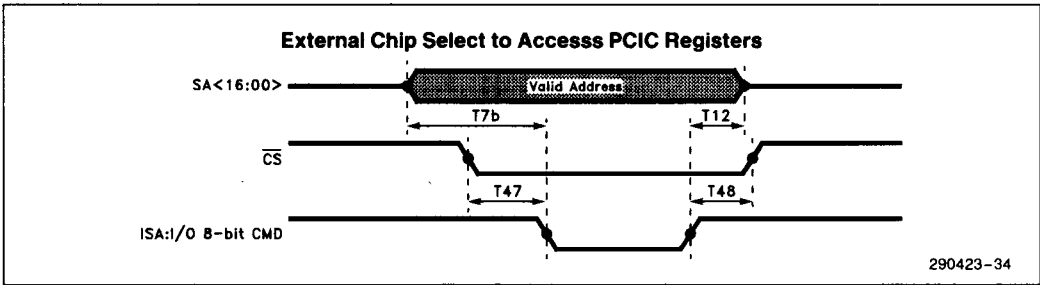 External Chip Select to Accesss PCIC Registers
SA<16:00>
Valid Address
T7b
T12
CS
T47
T48
ISA:I/O 8-bit CMD
290423-34